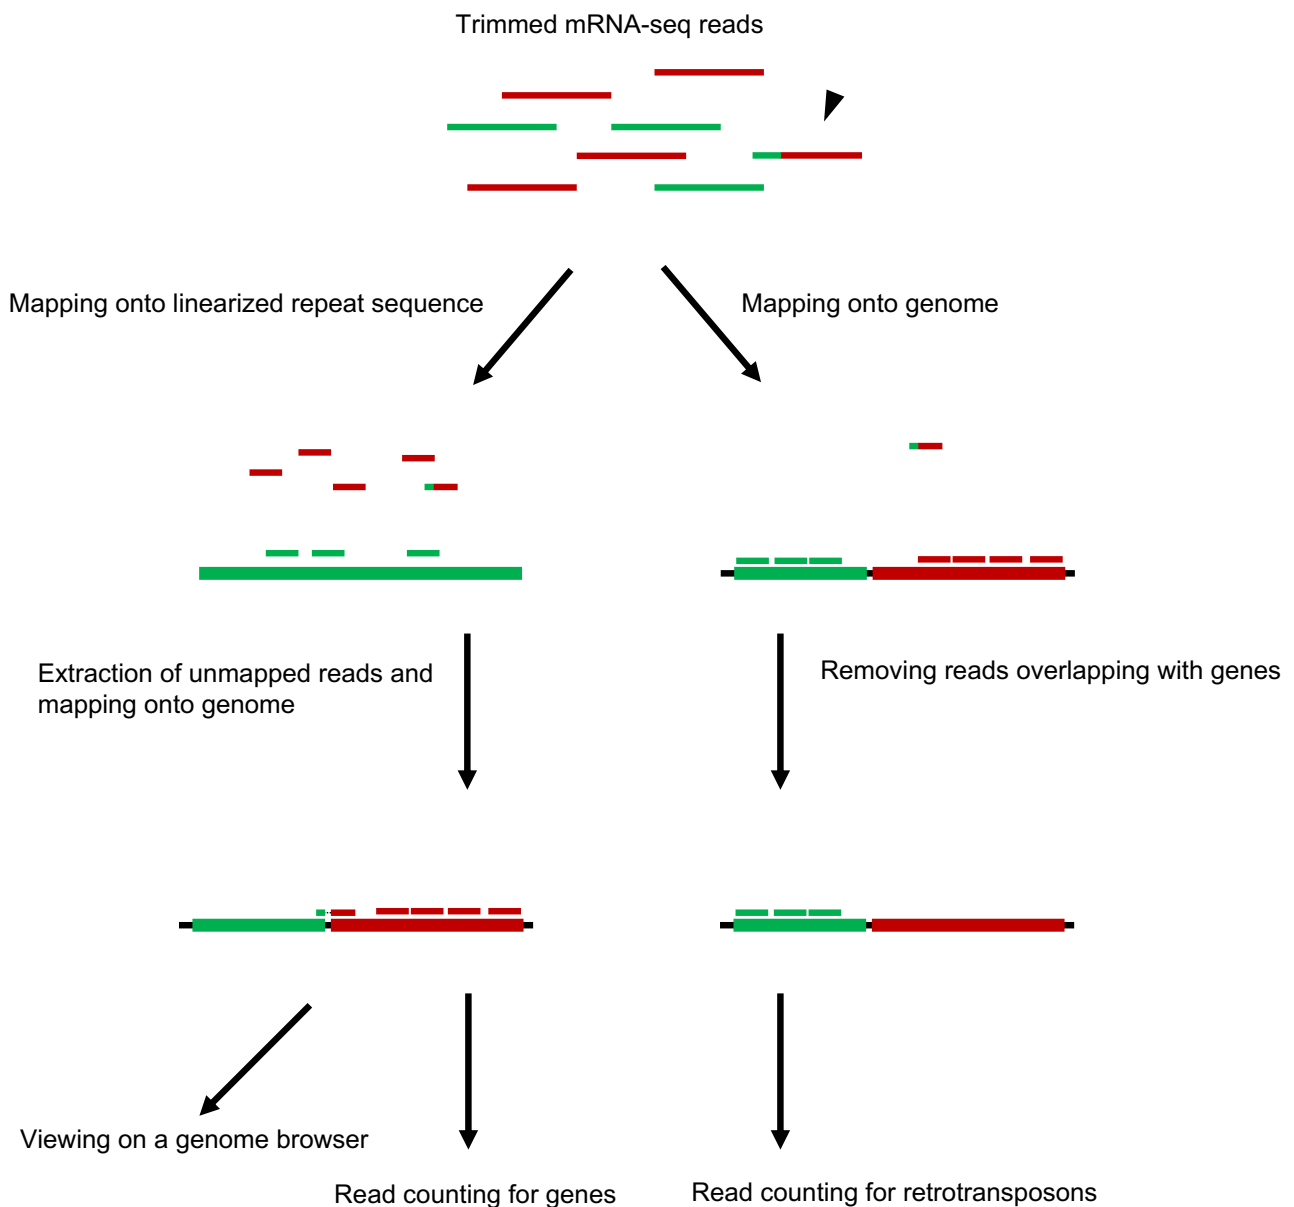 Trimmed mRNA-seq reads
Mapping onto linearized repeat sequence
Mapping onto genome
Extraction of unmapped reads and
mapping onto genome
Removing reads overlapping with genes
Viewing on a genome browser
Read counting for genes
Read counting for retrotransposons